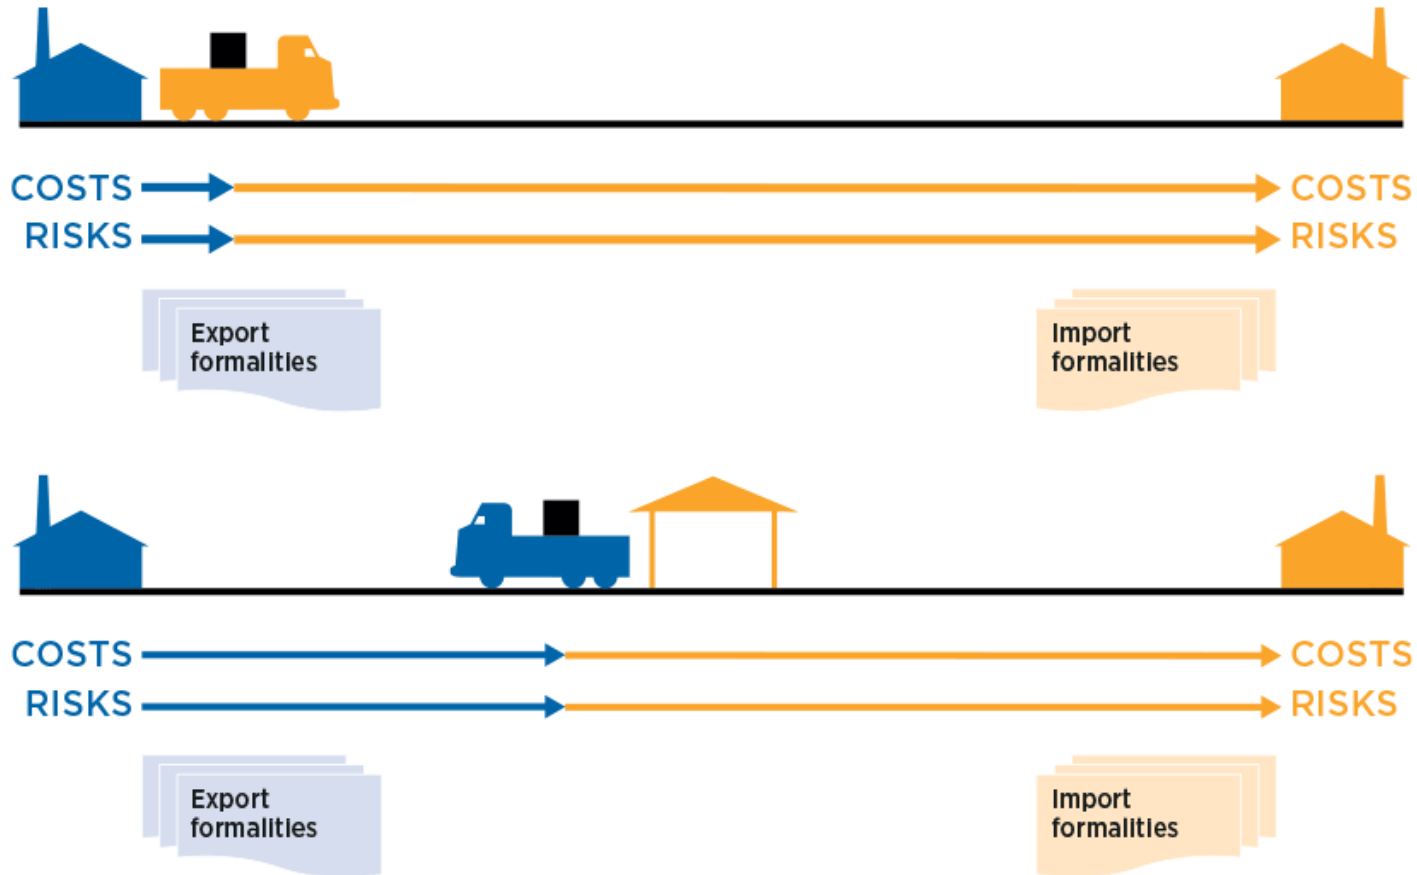 COSTS COSTS
RISKS RISKS
Export
formalities
Import
formalities
COSTS COSTS
RISKS RISKS
Export
formalities
Import
formalities